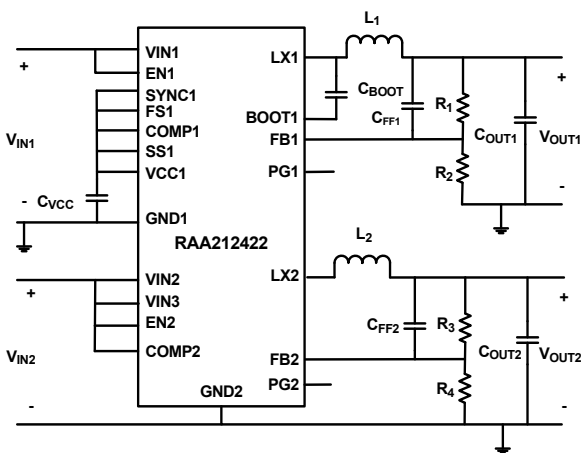 L1
VIN1
LX1
+
+
EN1
SYNC1
CBOOT
R1
FS1
CFF1
COMP1
BOOT1
VIN1
COUT1
VOUT1
SS1
FB1
R2
VCC1
PG1
-
CVCC
-
GND1
RAA212422
L2
VIN2
LX2
+
+
VIN3
R3
EN2
CFF2
VIN2
COMP2
FB2
COUT2
VOUT2
PG2
R4
GND2
-
-